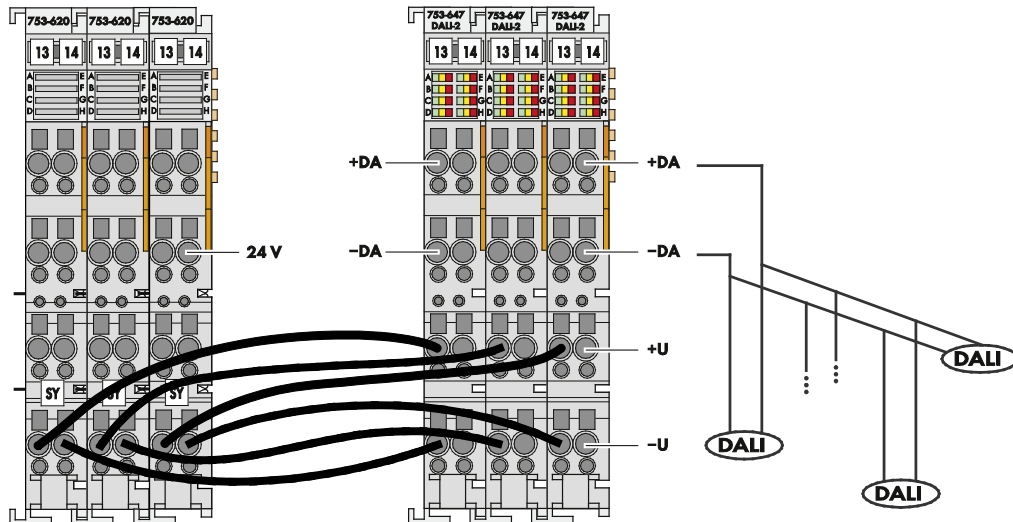 753-620 753-620 753-620
753-647 753-647 753-647
DALI-2 DALI-2 DALI-2
13 14 13 14 13 14
13 14 13 14 13 14
A E A E A E
B F B F B F
C G C G C G
D H D H D H
A E A E A E
B F B F B F
C G C G C G
D H D H D H
+DA +DA
24 V −DA −DA
+U
DALI
SY SY SY
−U
DALI
DALI